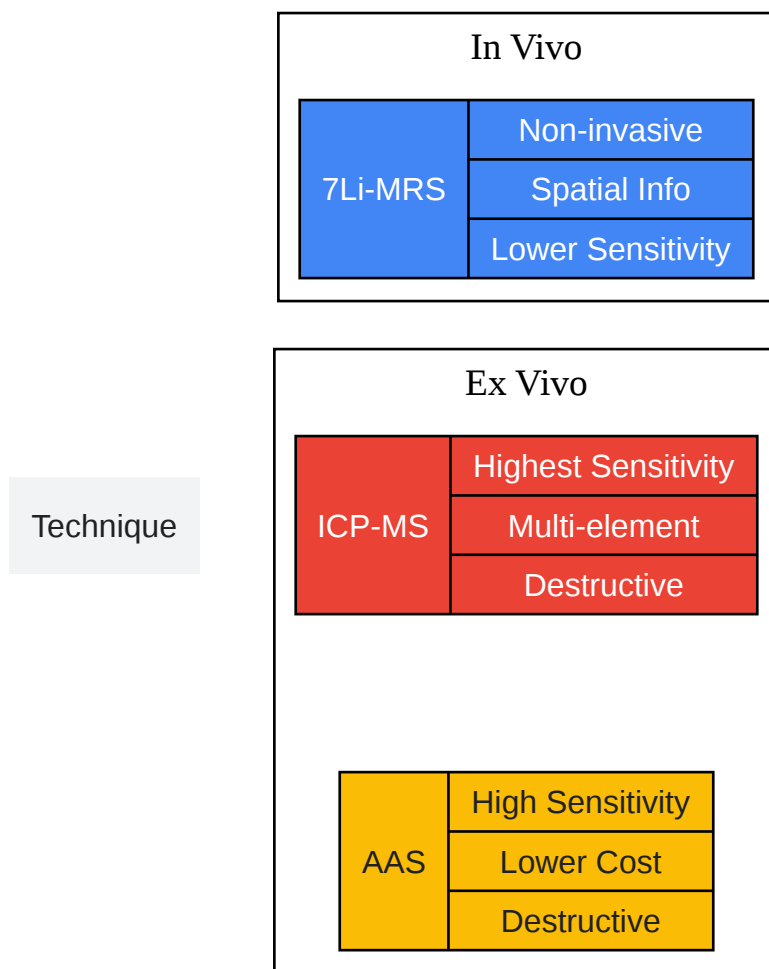 In Vivo
7Li-MRS
Non-invasive
Spatial Info
Lower Sensitivity
Ex Vivo
Technique
ICP-MS
Highest Sensitivity
Multi-element
Destructive
AAS
High Sensitivity
Lower Cost
Destructive